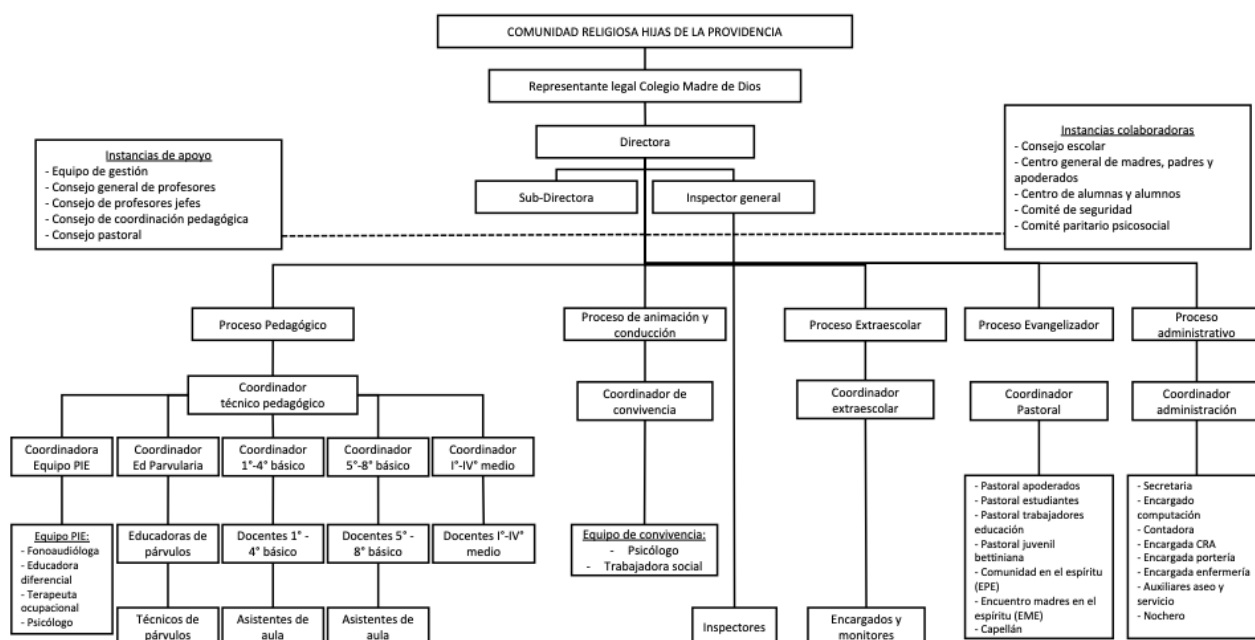 COMUNIDAD RELIGIOSA HIJAS DE LA PROVIDENCIA
Representante legal Colegio Madre de Dios
Directora
Instancias de apoyo
- Equipo de gestión
- Consejo general de profesores
- Consejo de profesores jefes
- Consejo de coordinación pedagógica
- Consejo pastoral
Instancias colaboradoras
- Consejo escolar
- Centro general de madres, padres y
apoderados
- Centro de alumnas y alumnos
- Comité de seguridad
- Comité paritario psicosocial
Sub-Directora
Inspector general
Proceso Pedagógico
Proceso de animación y
conducción
Proceso Extraescolar
Proceso Evangelizador
Proceso
administrativo
Coordinador
técnico pedagógico
Coordinador de
convivencia
Coordinador
extraescolar
Coordinador
Pastoral
Coordinador
administración
Coordinadora
Equipo PIE
Coordinador
Ed Parvularia
Coordinador
1°-4° básico
Coordinador
5°-8° básico
Coordinador
I°-IV° medio
Equipo PIE:
- Fonoaudióloga
- Educadora
diferencial
- Terapeuta
ocupacional
- Psicólogo
Educadoras de
párvulos
Docentes 1° -
4° básico
Docentes 5° -
8° básico
Docentes I°-IV°
medio
Equipo de convivencia:
- Psicólogo
- Trabajadora social
- Pastoral apoderados
- Pastoral estudiantes
- Pastoral trabajadores
educación
- Pastoral juvenil
bettiniana
- Comunidad en el espíritu
(EPE)
- Encuentro madres en el
espíritu (EME)
- Capellán
- Secretaria
- Encargado
computación
- Contadora
- Encargada CRA
- Encargada portería
- Encargada enfermería
- Auxiliares aseo y
servicio
- Nochero
Técnicos de
párvulos
Asistentes de
aula
Asistentes de
aula
Inspectores
Encargados y
monitores